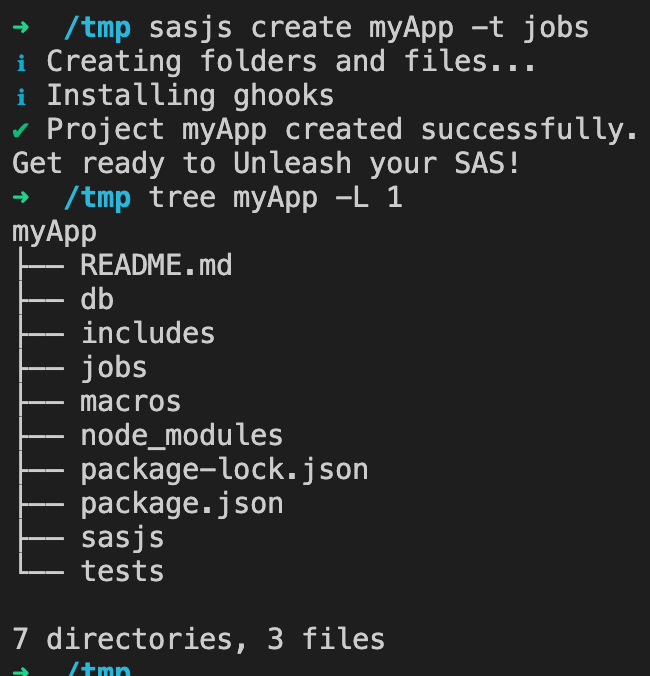 ➜  /tmp sasjs create myApp -t jobs
ℹ Creating folders and files...
ℹ Installing ghooks
✔ Project myApp created successfully.
Get ready to Unleash your SAS!
➜  /tmp tree myApp -L 1
myApp
├── README.md
├── db
├── includes
├── jobs
├── macros
├── node_modules
├── package-lock.json
├── package.json
├── sasjs
└── tests

7 directories, 3 files
➜  /tmp